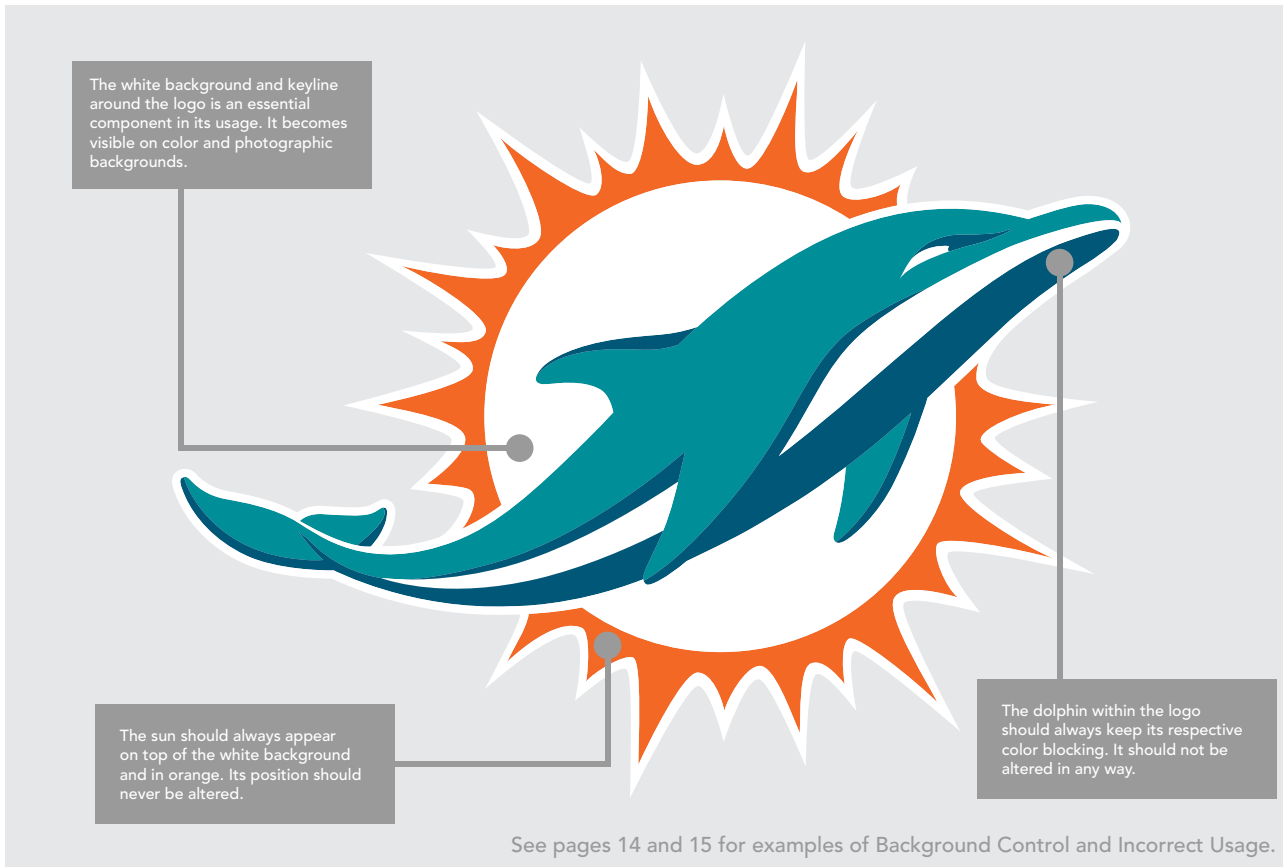 The white background and keyline
around the logo is an essential
component in its usage. It becomes
visible on color and photographic
backgrounds.
The sun should always appear
on top of the white background
and in orange. Its position should
never be altered.
The dolphin within the logo
should always keep its respective
color blocking. It should not be
altered in any way.
See pages 14 and 15 for examples of Background Control and Incorrect Usage.